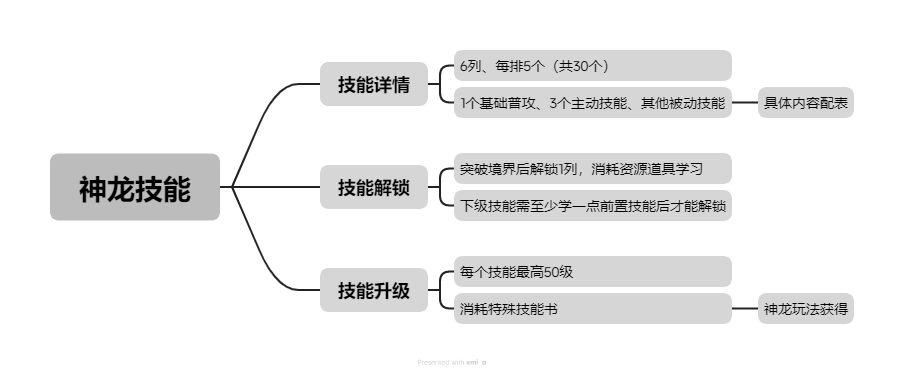 神龙技能
技能详情
6列、每排5个（共30个）
1个基础普攻、3个主动技能、其他被动技能
具体内容配表
技能解锁
突破境界后解锁1列，消耗资源道具学习
下级技能需至少学一点前置技能后才能解锁
技能升级
每个技能最高50级
消耗特殊技能书
神龙玩法获得
Presented with